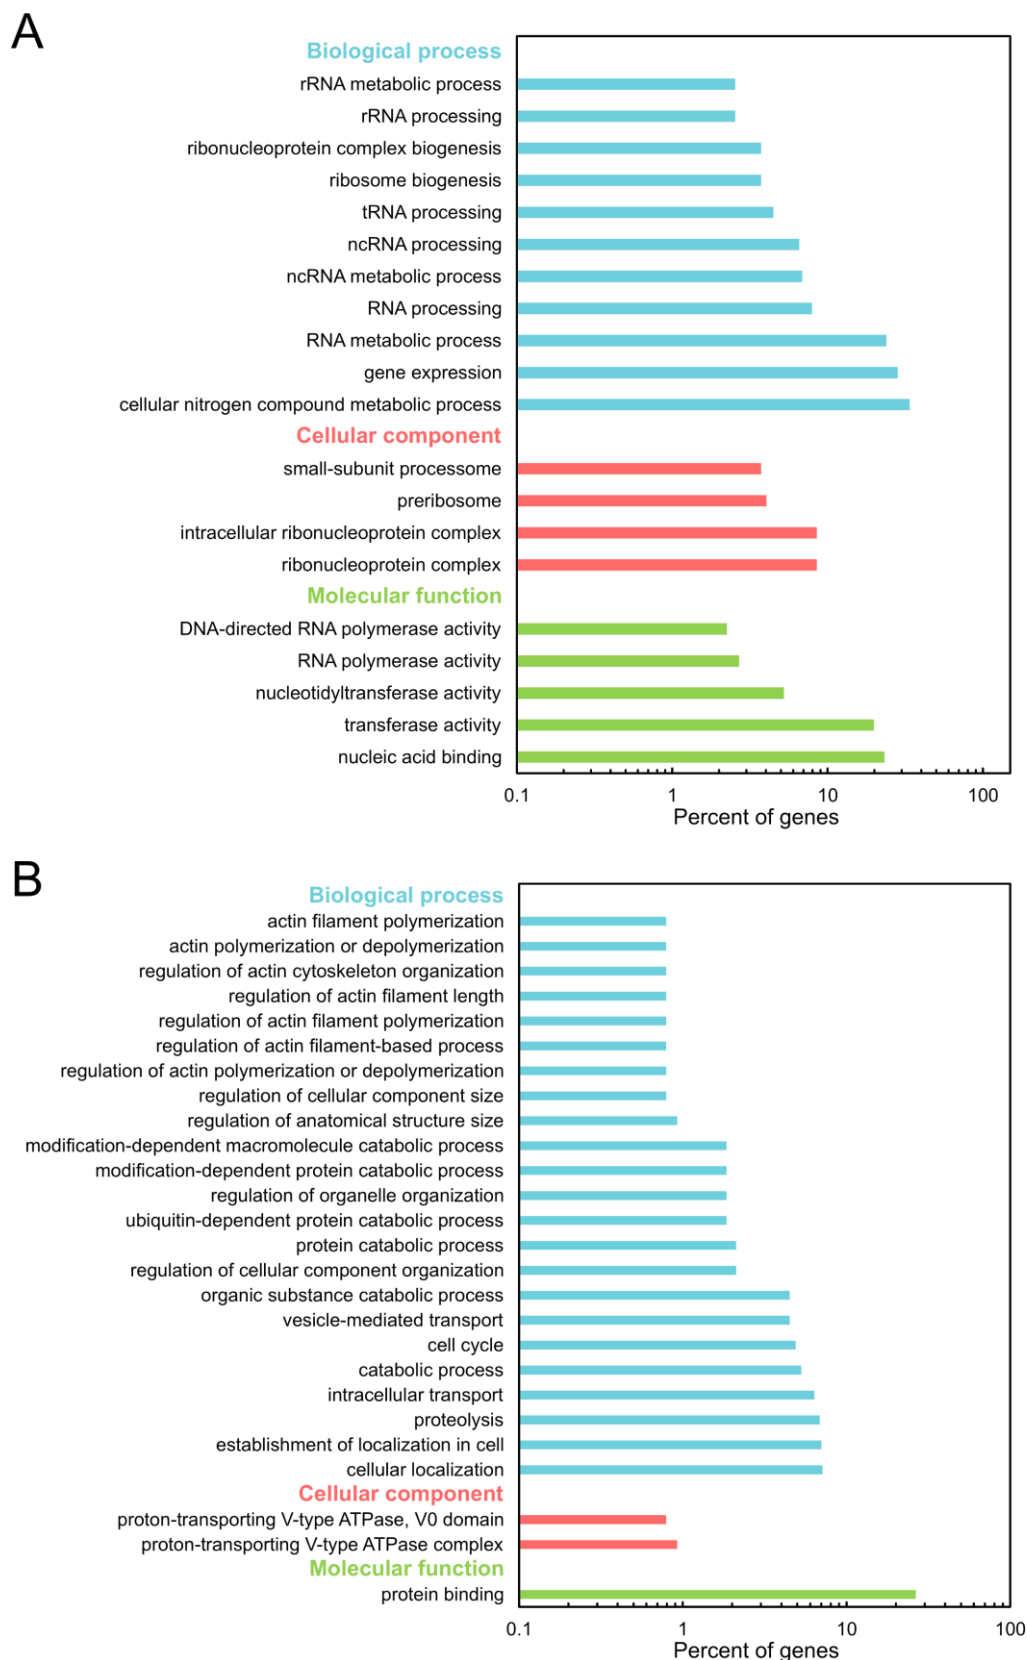 A
Biological process
rRNA metabolic process
rRNA processing
ribonucleoprotein complex biogenesis
ribosome biogenesis
tRNA processing
ncRNA processing
ncRNA metabolic process
RNA processing
RNA metabolic process
gene expression
cellular nitrogen compound metabolic process
Cellular component
small-subunit processome
preribosome
intracellular ribonucleoprotein complex
ribonucleoprotein complex
Molecular function
DNA-directed RNA polymerase activity
RNA polymerase activity
nucleotidyltransferase activity
transferase activity
nucleic acid binding
0.1 1 10 100
Percent of genes
B
Biological process
actin filament polymerization
actin polymerization or depolymerization
regulation of actin cytoskeleton organization
regulation of actin filament length
regulation of actin filament polymerization
regulation of actin filament-based process
regulation of actin polymerization or depolymerization
regulation of cellular component size
regulation of anatomical structure size
modification-dependent macromolecule catabolic process
modification-dependent protein catabolic process
regulation of organelle organization
ubiquitin-dependent protein catabolic process
protein catabolic process
regulation of cellular component organization
organic substance catabolic process
vesicle-mediated transport
cell cycle
catabolic process
intracellular transport
proteolysis
establishment of localization in cell
cellular localization
Cellular component
proton-transporting V-type ATPase, V0 domain
proton-transporting V-type ATPase complex
Molecular function
protein binding
0.1 1 10 100
Percent of genes